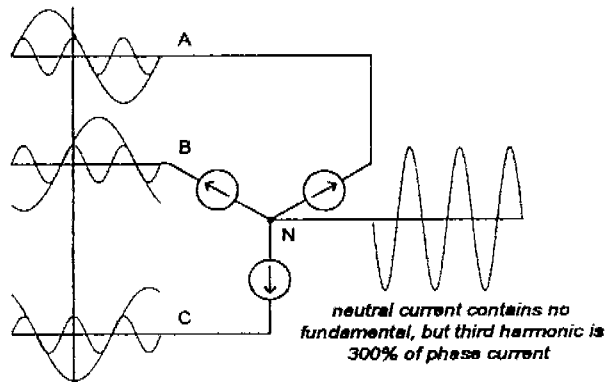 A
B
N
C
neutral current contains no
fundamental, but third harmonic is
300% of phase current